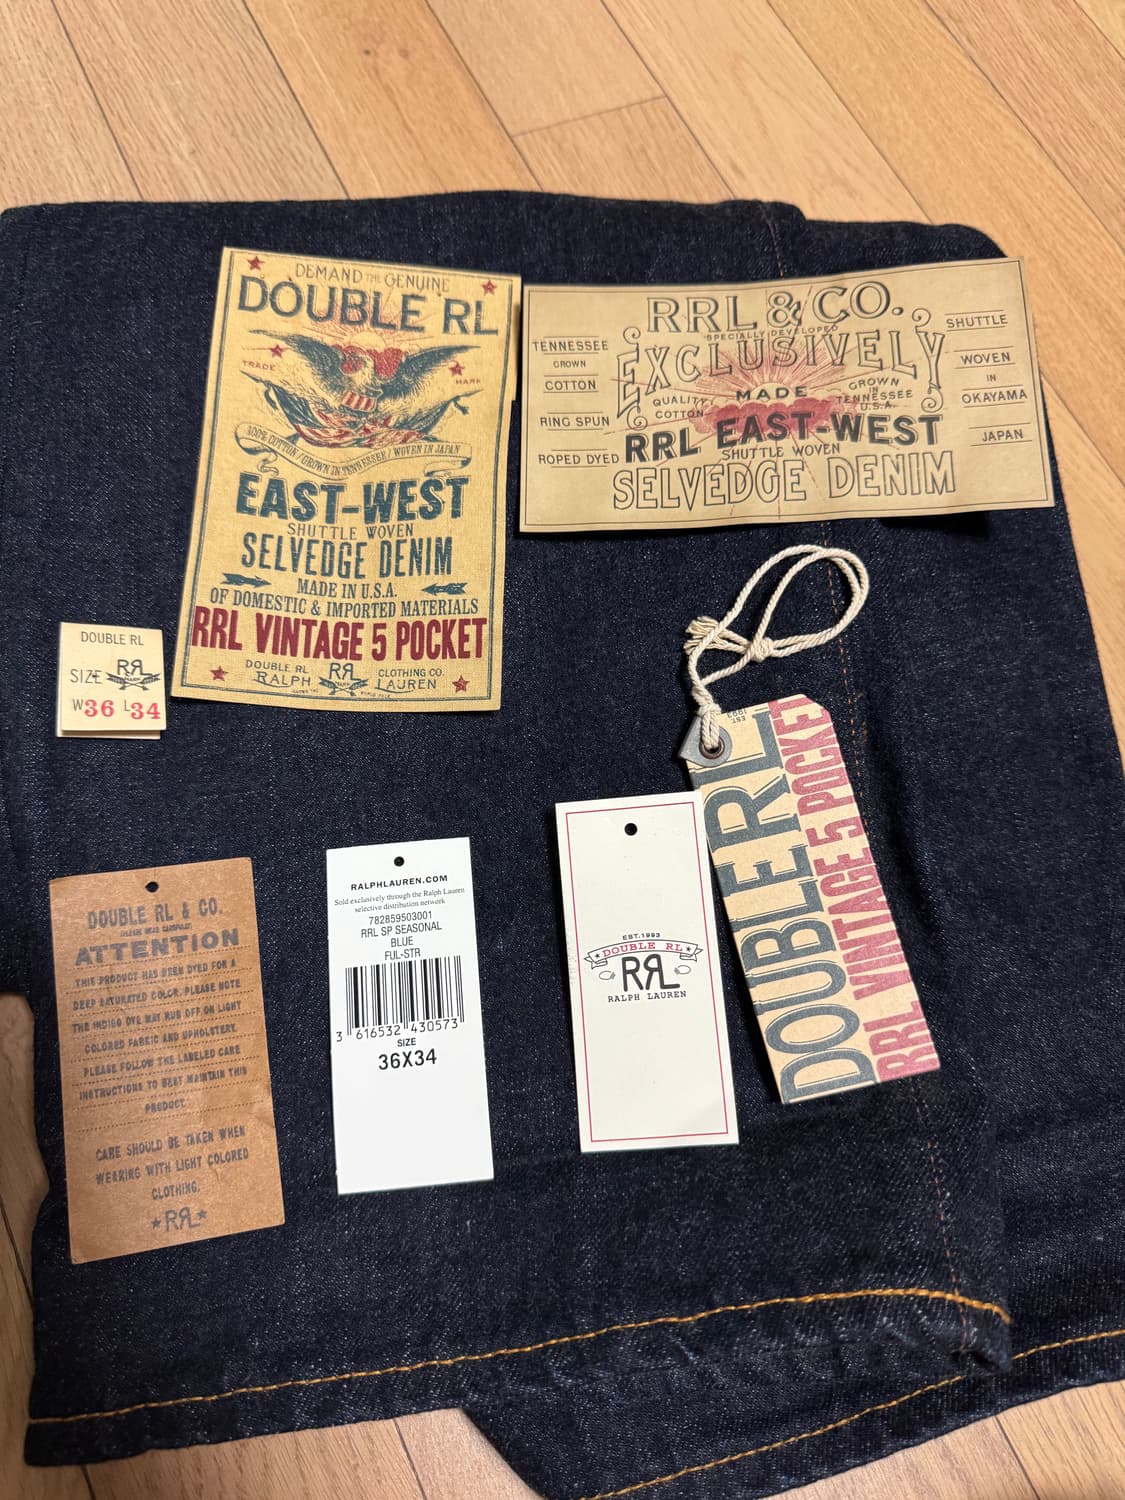 DEMAND THE GENUINE
DOUBLE RL
TRADE MARK
100% COTTON / GROWN IN TENNESSEE / WOVEN IN JAPAN
EAST-WEST
SHUTTLE WOVEN
SELVEDGE DENIM
MADE IN U.S.A.
OF DOMESTIC & IMPORTED MATERIALS
RRL VINTAGE 5 POCKET
DOUBLE RL RRL CLOTHING CO.
RALPH LAUREN
RRL & CO.
SPECIALLY DEVELOPED
EXCLUSIVELY
TENNESSEE
GROWN
COTTON
RING SPUN
ROPED DYED
QUALITY
COTTON
MADE
GROWN
IN
TENNESSEE
U.S.A.
RRL EAST-WEST
SHUTTLE WOVEN
SELVEDGE DENIM
SHUTTLE
WOVEN
IN
OKAYAMA
JAPAN
DOUBLE RL
SIZE RRL
W36 L34
EST. 1993
DOUBLE RL
RRL VINTAGE 5 POCKET
DOUBLE RL & CO.
ATTENTION
THIS PRODUCT HAS BEEN DYED FOR A
DEEP SATURATED COLOR. PLEASE NOTE
THE INDIGO DYE MAY RUB OFF ON LIGHT
COLORED FABRIC AND UPHOLSTERY.
PLEASE FOLLOW THE LABELED CARE
INSTRUCTIONS TO BEST MAINTAIN THIS
PRODUCT.
CARE SHOULD BE TAKEN WHEN
WEARING WITH LIGHT COLORED
CLOTHING.
RRL
RALPHLAUREN.COM
Sold exclusively through the Ralph Lauren
selective distribution network
782859503001
RRL SP SEASONAL
BLUE
FUL-STR
3 616532 430573
SIZE
36X34
EST. 1993
DOUBLE RL
RRL
RALPH LAUREN